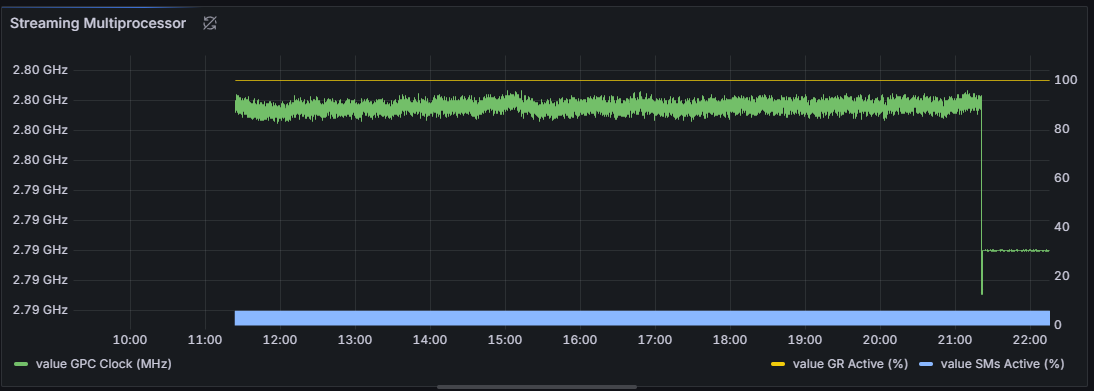 Streaming Multiprocessor
2.80 GHz
2.80 GHz
2.80 GHz
2.80 GHz
2.79 GHz
2.79 GHz
2.79 GHz
2.79 GHz
2.79 GHz
100
80
60
40
20
0
10:00 11:00 12:00 13:00 14:00 15:00 16:00 17:00 18:00 19:00 20:00 21:00 22:00
value GPC Clock (MHz) value GR Active (%) value SMs Active (%)